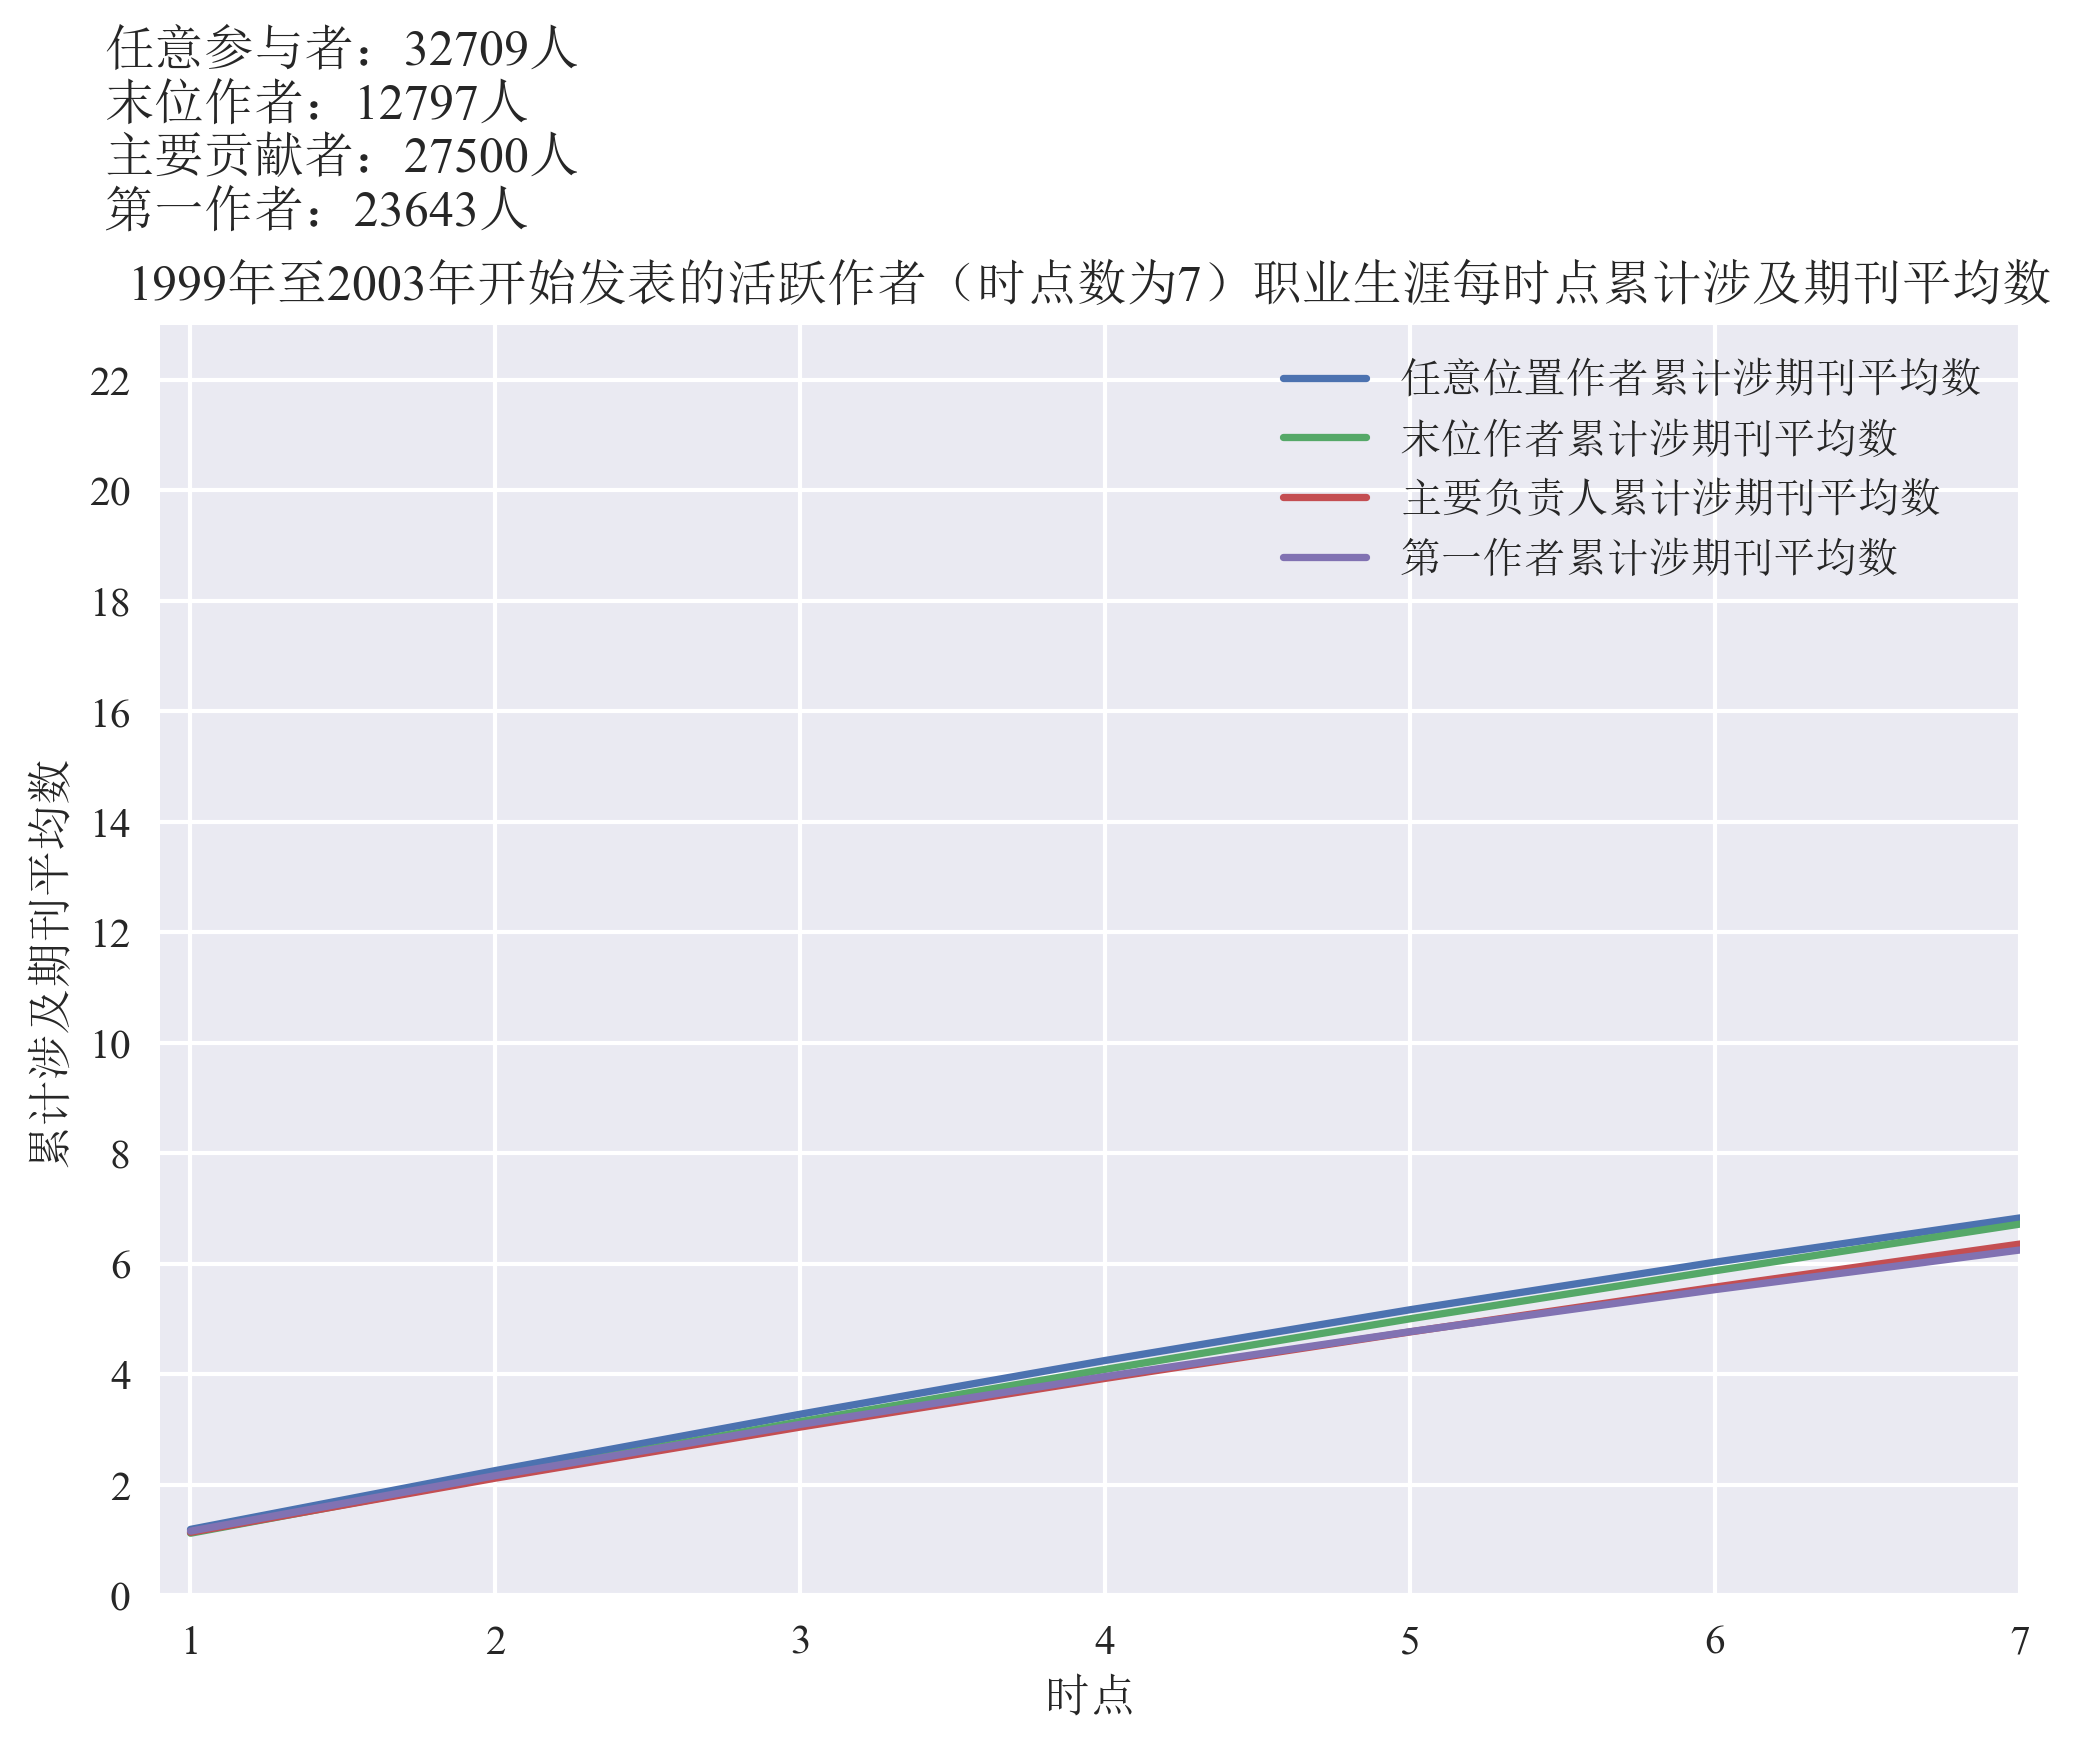 任意参与者：32709人
末位作者：12797人
主要贡献者：27500人
第一作者：23643人
1999年至2003年开始发表的活跃作者（时点数为7）职业生涯每时点累计涉及期刊平均数
任意位置作者累计涉期刊平均数
末位作者累计涉期刊平均数
主要负责人累计涉期刊平均数
第一作者累计涉期刊平均数
累计涉及期刊平均数
22
20
18
16
14
12
10
8
6
4
2
0
1 2 3 4 5 6 7
时点